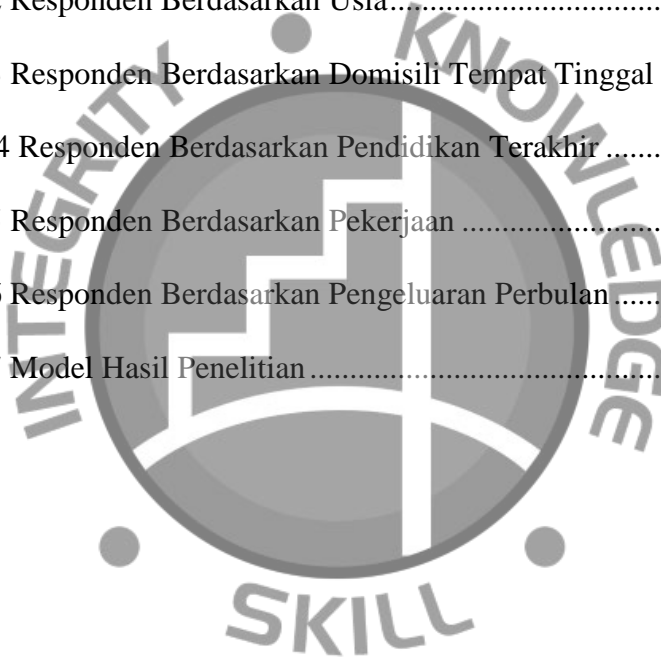 Responden Berdasarkan Usia......................
Responden Berdasarkan Domisili Tempat Tinggal
4 Responden Berdasarkan Pendidikan Terakhir .......
Responden Berdasarkan Pekerjaan .........................
Responden Berdasarkan Pengeluaran Perbulan ......
Model Hasil Penelitian ............................................
INTEGRITY
KNOWLEDGE
SKILL